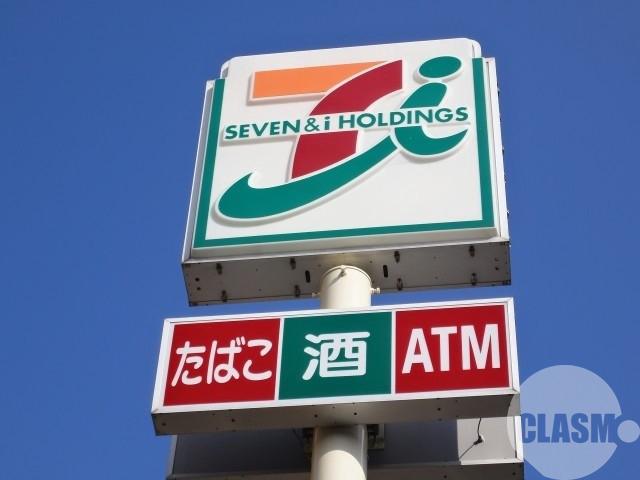 SEVEN & i HOLDINGS
たばこ 酒 ATM
CLASM